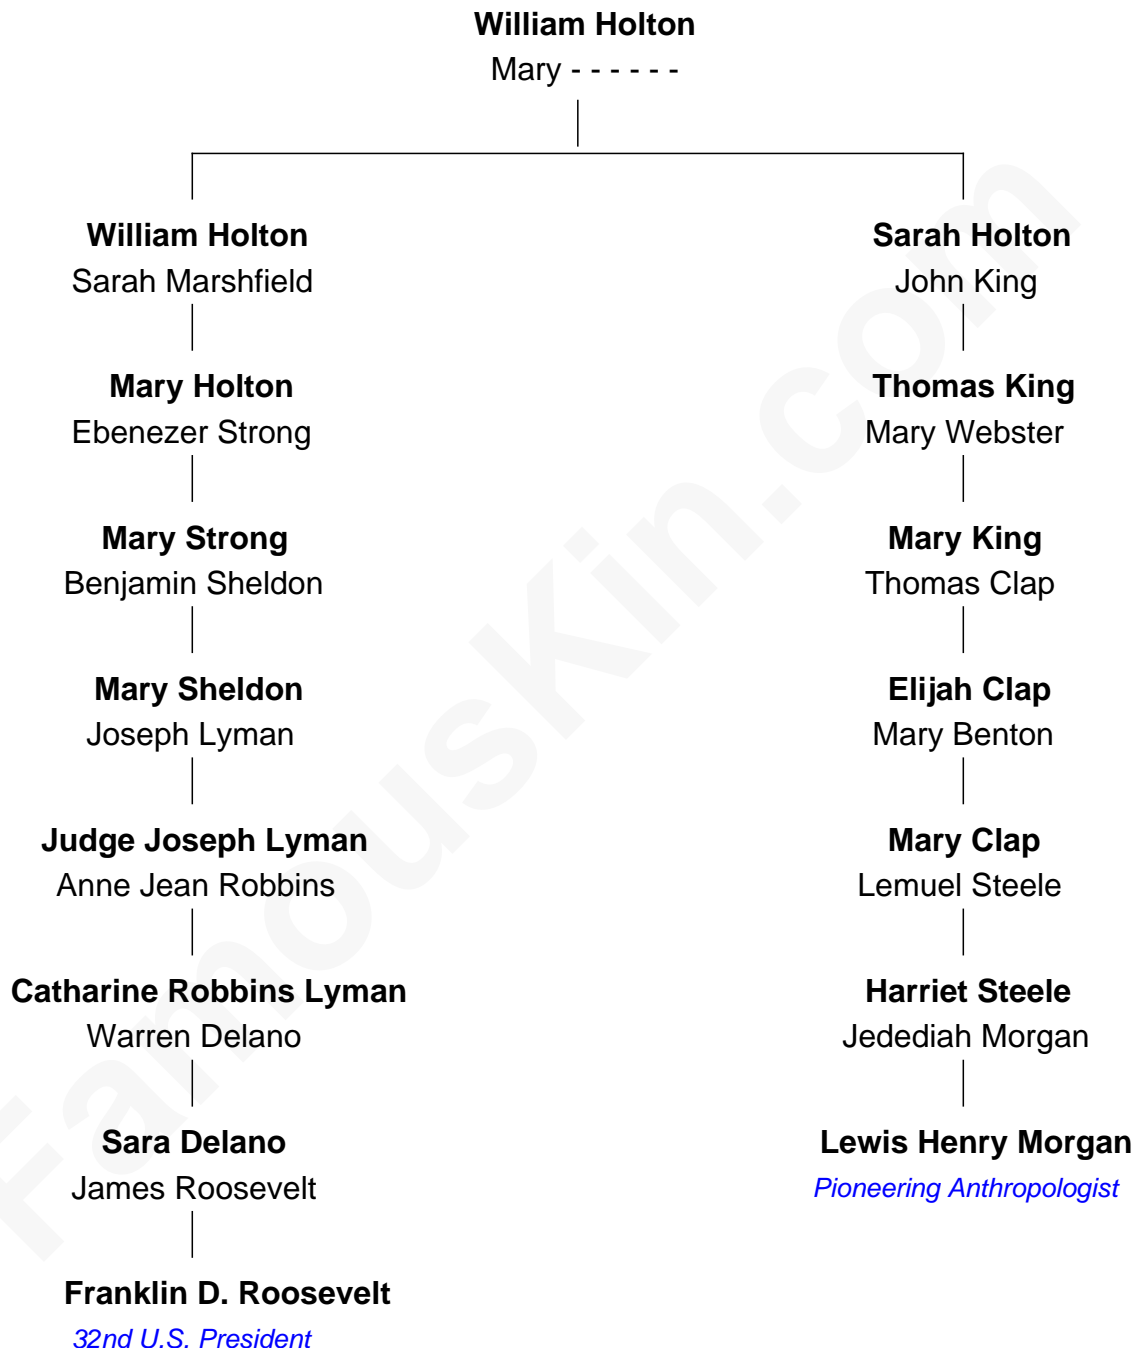 William Holton
Mary - - - - - -
William Holton
Sarah Marshfield
Sarah Holton
John King
Mary Holton
Ebenezer Strong
Thomas King
Mary Webster
Mary Strong
Benjamin Sheldon
Mary King
Thomas Clap
Mary Sheldon
Joseph Lyman
Elijah Clap
Mary Benton
Judge Joseph Lyman
Anne Jean Robbins
Mary Clap
Lemuel Steele
Catharine Robbins Lyman
Warren Delano
Harriet Steele
Jedediah Morgan
Sara Delano
James Roosevelt
Lewis Henry Morgan
Pioneering Anthropologist
Franklin D. Roosevelt
32nd U.S. President
FamousKin.com